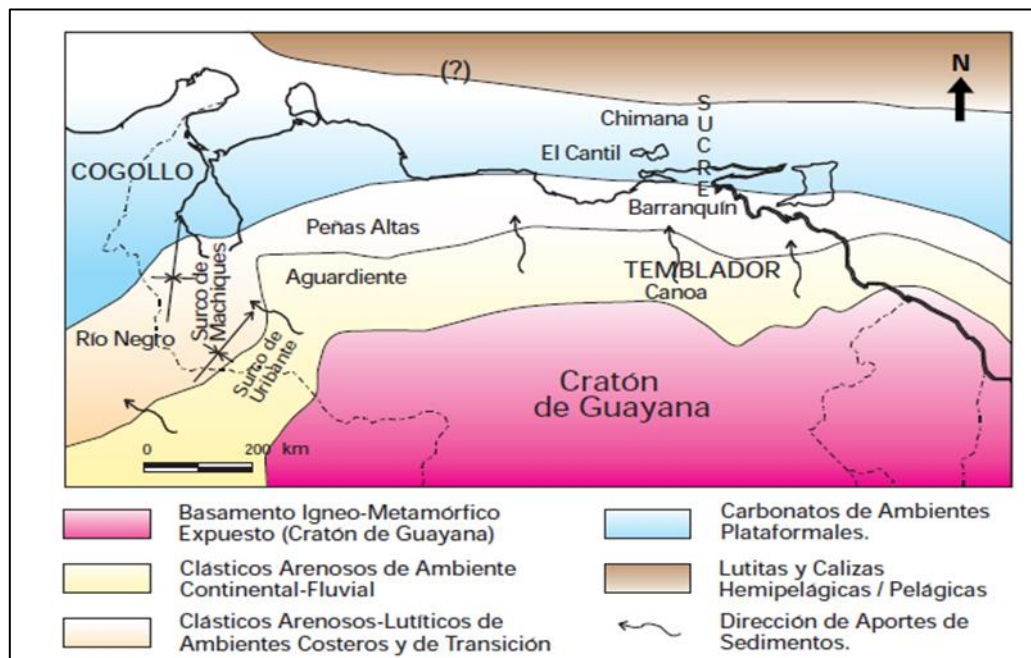 (?)
N
Chimana
SUCRE
El Cantil
COGOLLO
Barranquín
Peñas Altas
TEMBLADOR
Canoa
Aguardiente
Surco de
Machiques
Río Negro
Surco de
Uribante
Cratón
de Guayana
0 200 km
Basamento Igneo-Metamórfico
Expuesto (Cratón de Guayana)
Clásticos Arenosos de Ambiente
Continental-Fluvial
Clásticos Arenosos-Lutíticos de
Ambientes Costeros y de Transición
Carbonatos de Ambientes
Plataformales.
Lutitas y Calizas
Hemipelágicas / Pelágicas
Dirección de Aportes de
Sedimentos.